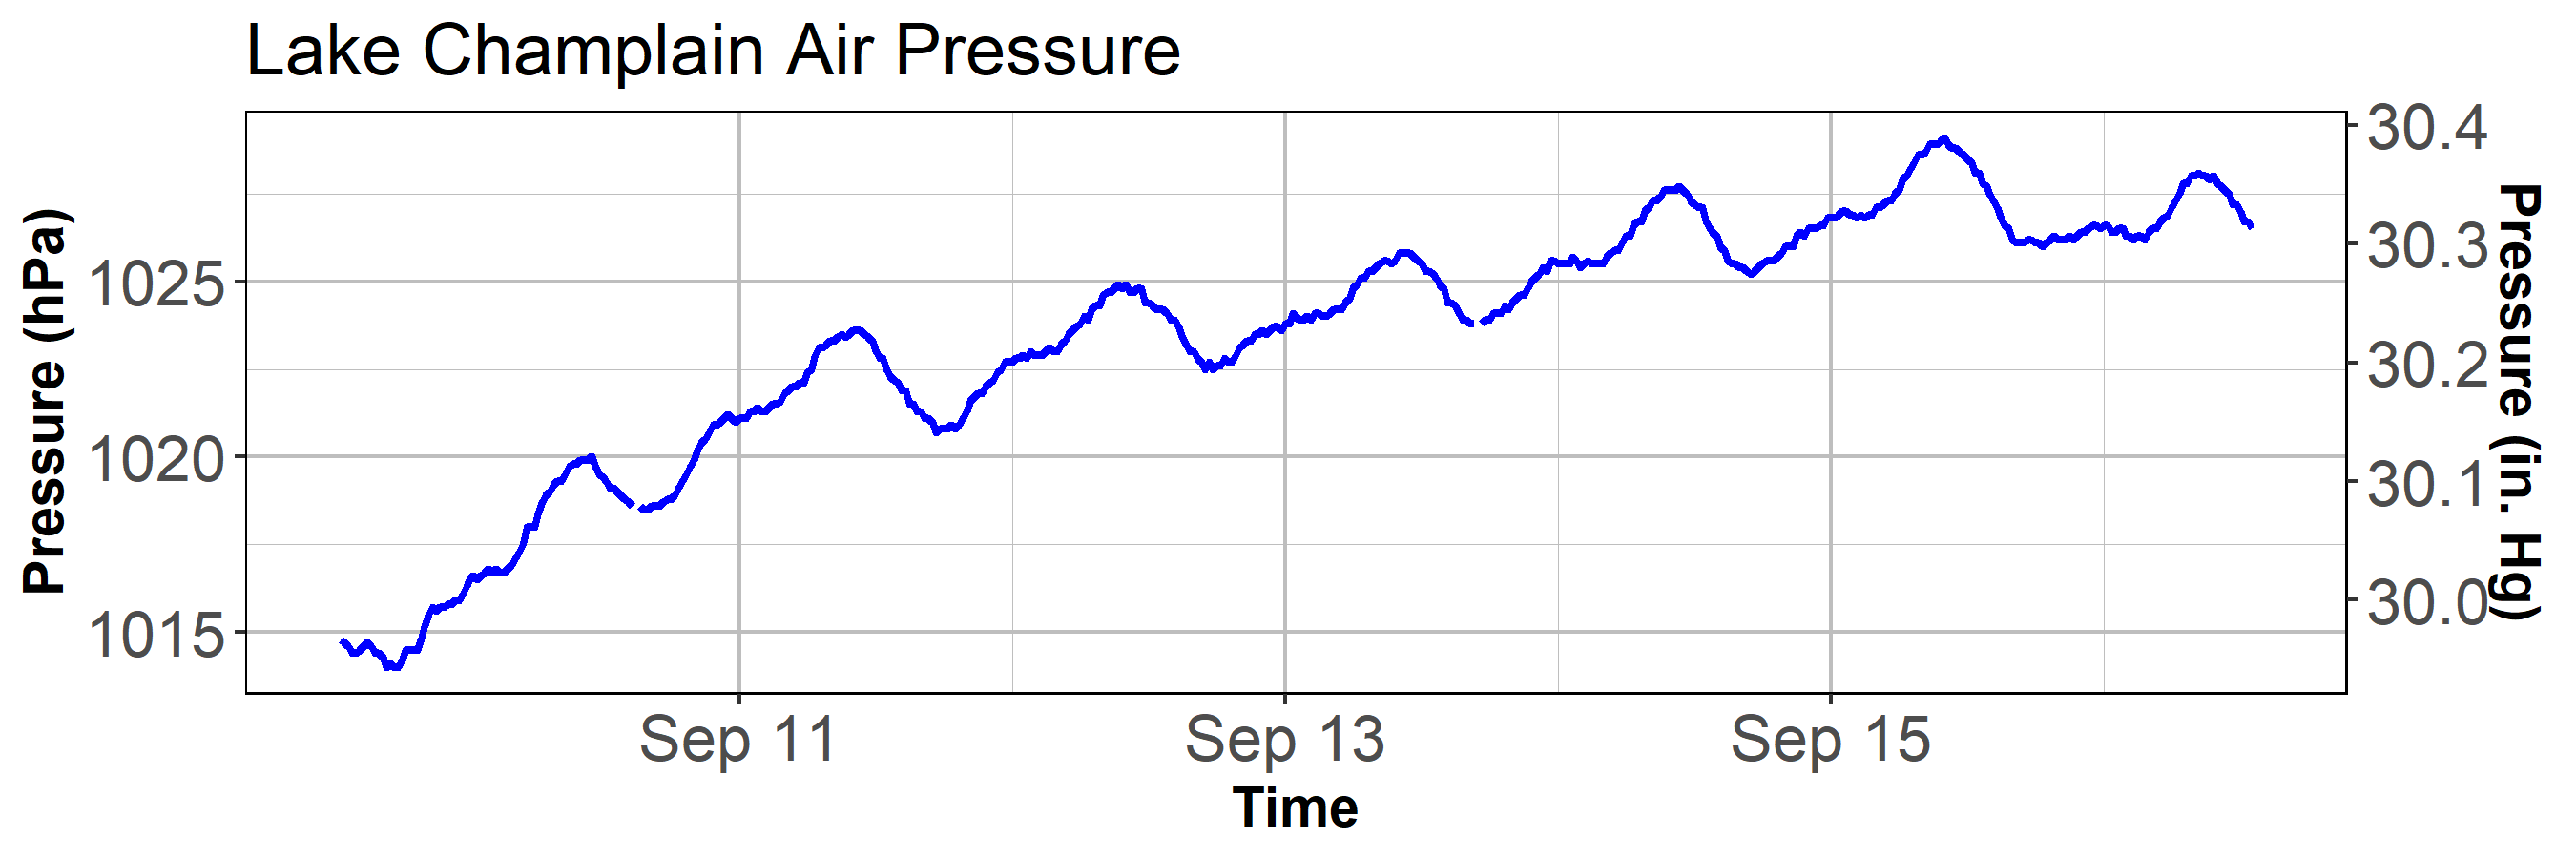 Lake Champlain Air Pressure
Pressure (hPa)
1025
1020
1015
30.4
30.3
30.2
30.1
30.0
Pressure (in. Hg)
Sep 11
Sep 13
Sep 15
Time